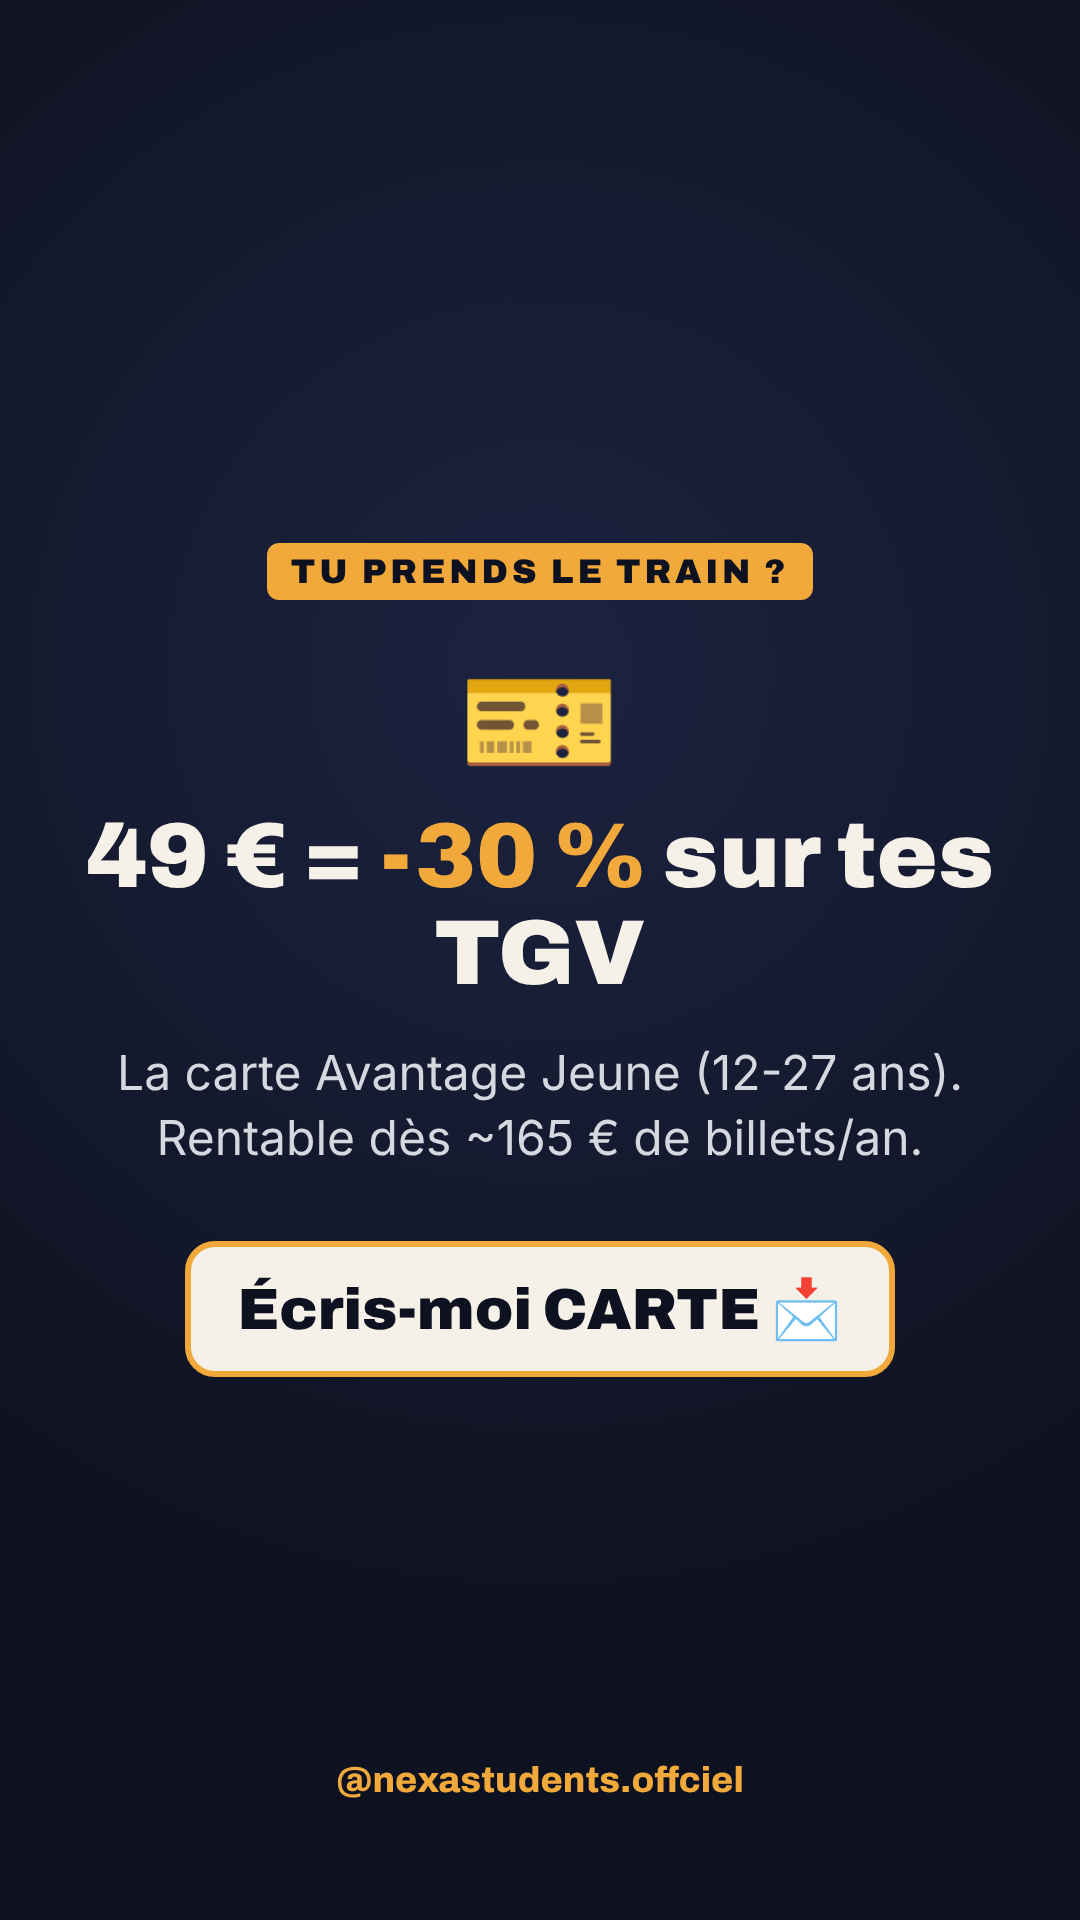 TU PRENDS LE TRAIN ?
49 € = -30 % sur tes
TGV
La carte Avantage Jeune (12-27 ans).
Rentable dès ~165 € de billets/an.
Écris-moi CARTE
@nexastudents.offciel